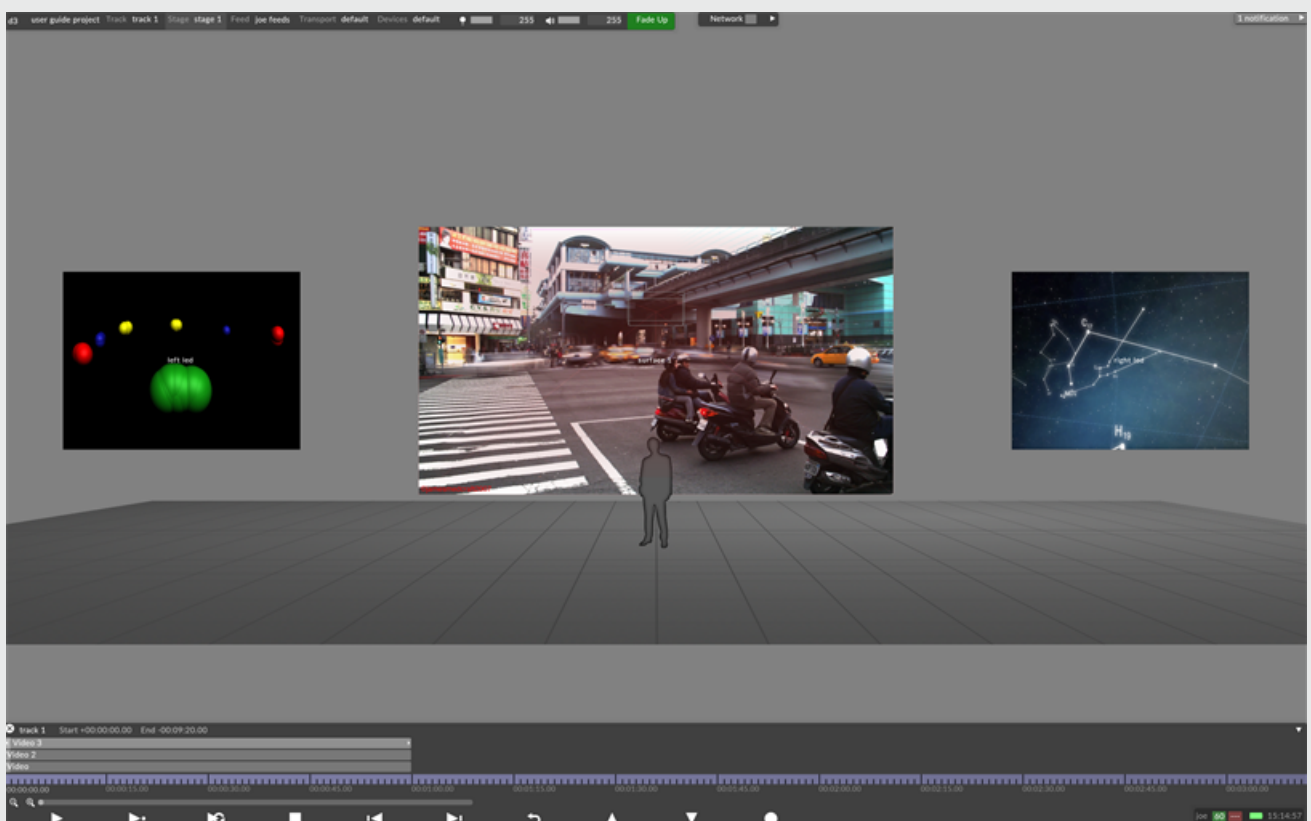 d3 user guide project Track track 1 Stage stage 1 Feed joe feeds Transport default Devices default 255 255 Fade Up Network 1 notification
left led
surface 1
right led
H19
track 1 Start +00:00:00.00 End -00:09:20.00
Video 3
Video 2
Video
00:00:00.00 00:00:15.00 00:00:30.00 00:00:45.00 00:01:00.00 00:01:15.00 00:01:30.00 00:01:45.00 00:02:00.00 00:02:15.00 00:02:30.00 00:02:45.00 00:03:00.00
joe 60 15:14:57